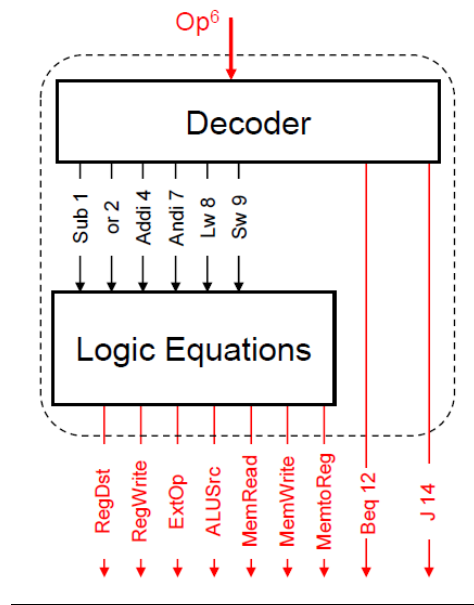 Op⁶
Decoder
Sub 1
or 2
Addi 4
Andi 7
Lw 8
Sw 9
Logic Equations
RegDst
RegWrite
ExtOp
ALUSrc
MemRead
MemWrite
MemtoReg
Beq 12
J 14